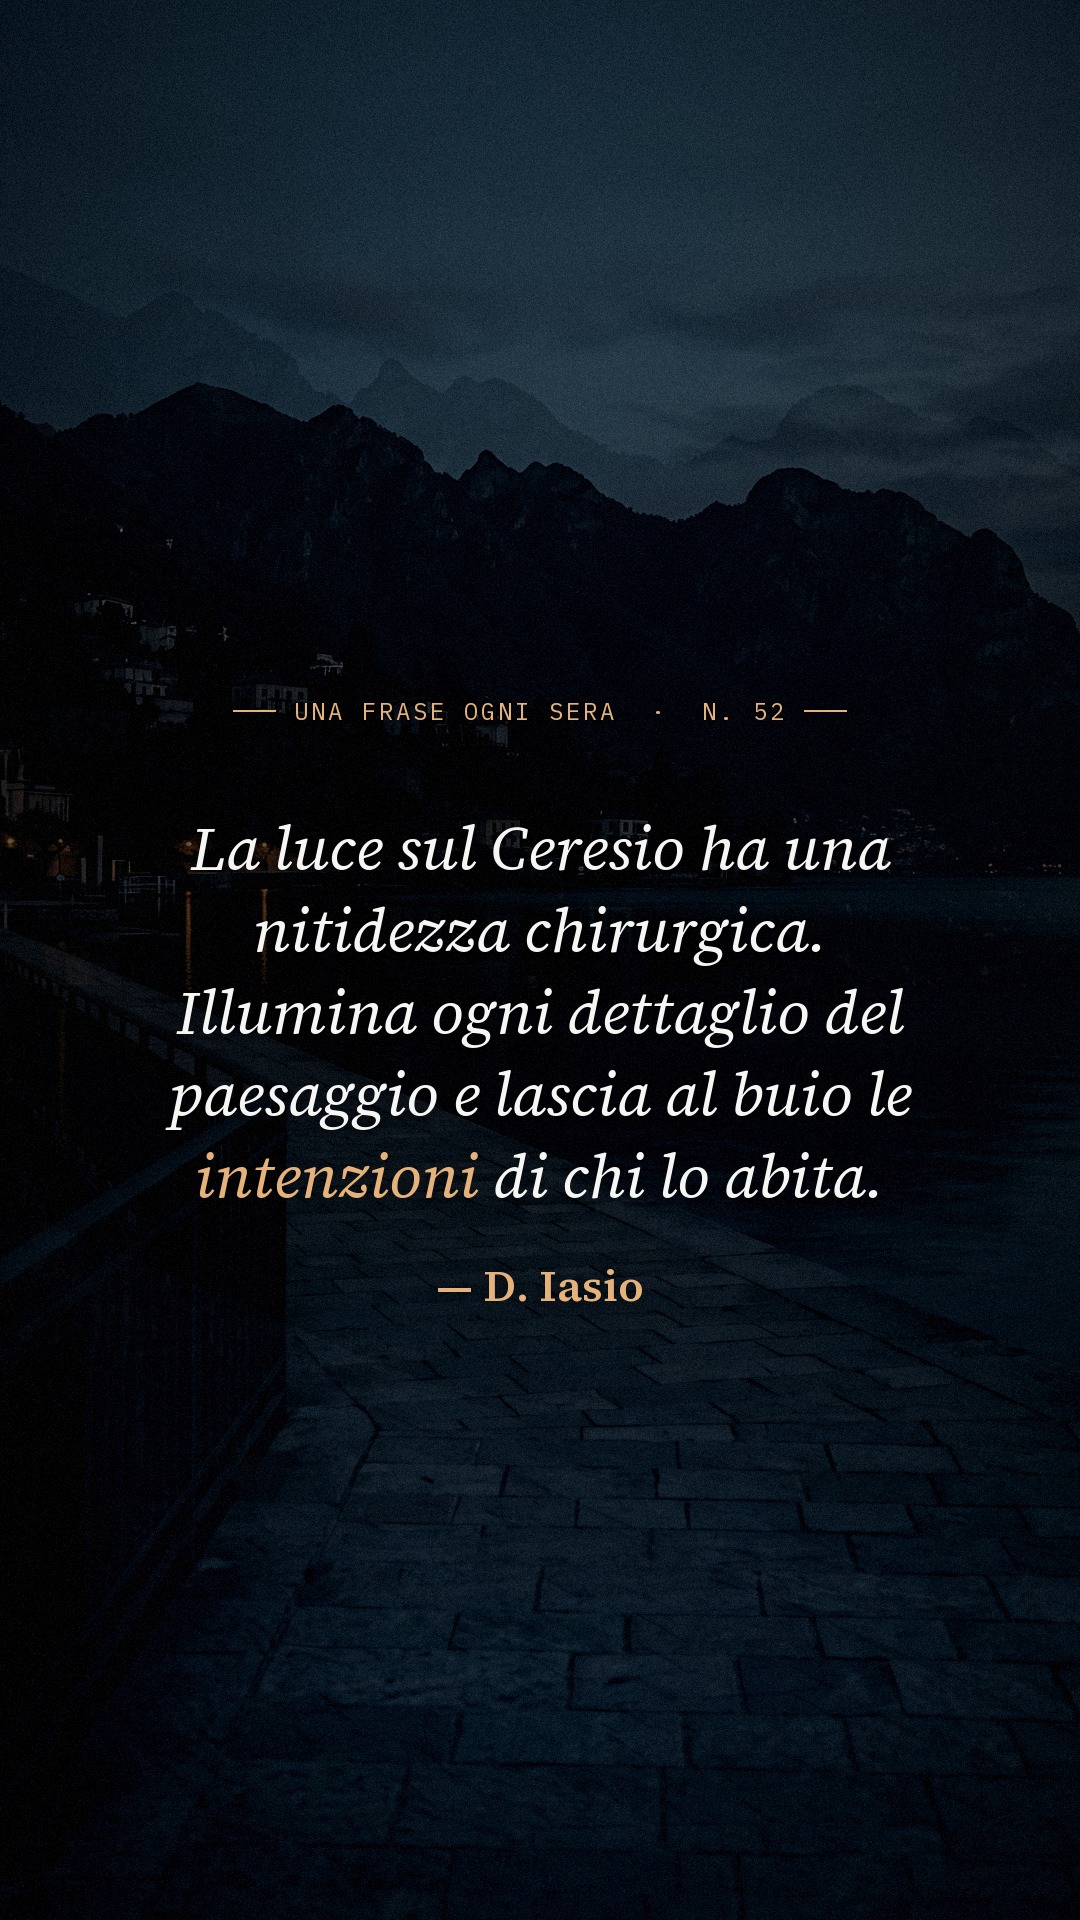 UNA FRASE OGNI SERA · N. 52
La luce sul Ceresio ha una
nitidezza chirurgica.
Illumina ogni dettaglio del
paesaggio e lascia al buio le
intenzioni di chi lo abita.
— D. Iasio